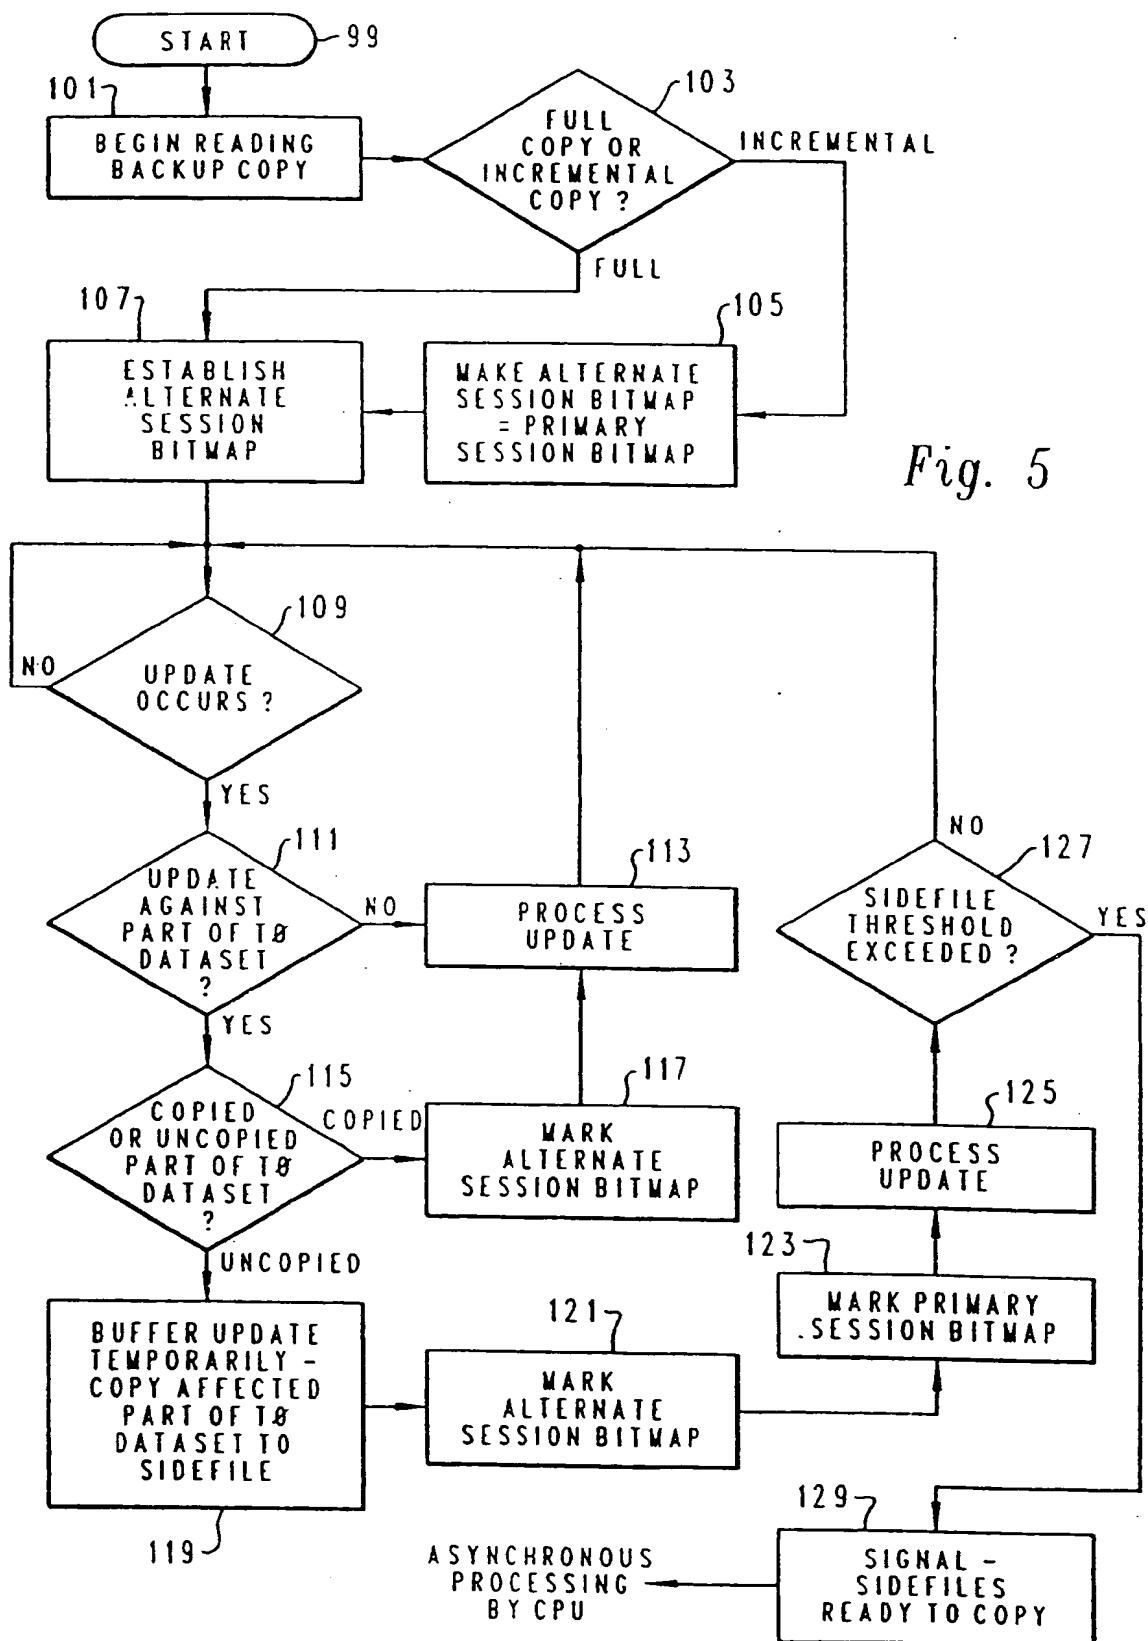 START
99
101
BEGIN READING
BACKUP COPY
103
FULL
COPY OR
INCREMENTAL
COPY ?
INCREMENTAL
FULL
107
ESTABLISH
ALTERNATE
SESSION
BITMAP
105
MAKE ALTERNATE
SESSION BITMAP
= PRIMARY
SESSION BITMAP
Fig. 5
109
NO
UPDATE
OCCURS ?
YES
111
UPDATE
AGAINST
PART OF T0
DATASET
?
NO
113
PROCESS
UPDATE
NO
127
SIDEFILE
THRESHOLD
EXCEEDED ?
YES
YES
115
COPIED
OR UNCOPIED
PART OF T0
DATASET
?
COPIED
117
MARK
ALTERNATE
SESSION BITMAP
125
PROCESS
UPDATE
UNCOPIED
123
MARK PRIMARY
SESSION BITMAP
BUFFER UPDATE
TEMPORARILY -
COPY AFFECTED
PART OF T0
DATASET TO
SIDEFILE
119
121
MARK
ALTERNATE
SESSION BITMAP
129
SIGNAL -
SIDEFILES
READY TO COPY
ASYNCHRONOUS
PROCESSING
BY CPU